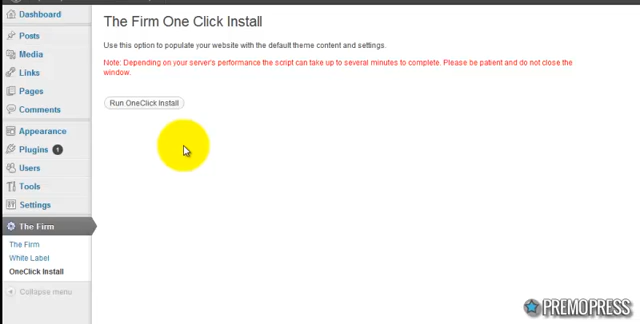 Dashboard
Posts
Media
Links
Pages
Comments
Appearance
Plugins 1
Users
Tools
Settings
The Firm
The Firm
White Label
OneClick Install
Collapse menu
The Firm One Click Install
Use this option to populate your website with the default theme content and settings.
Note: Depending on your server's performance the script can take up to several minutes to complete. Please be patient and do not close the
window.
Run OneClick Install
PREMOPRESS